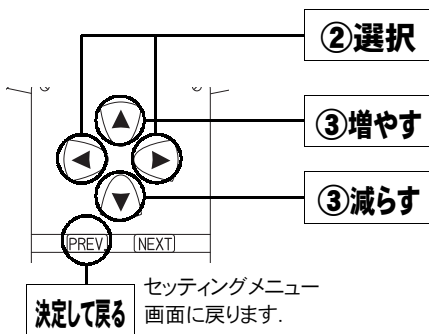 ②選択
③増やす
③減らす
PREV
NEXT
決定して戻る
セッティングメニュー
画面に戻ります.